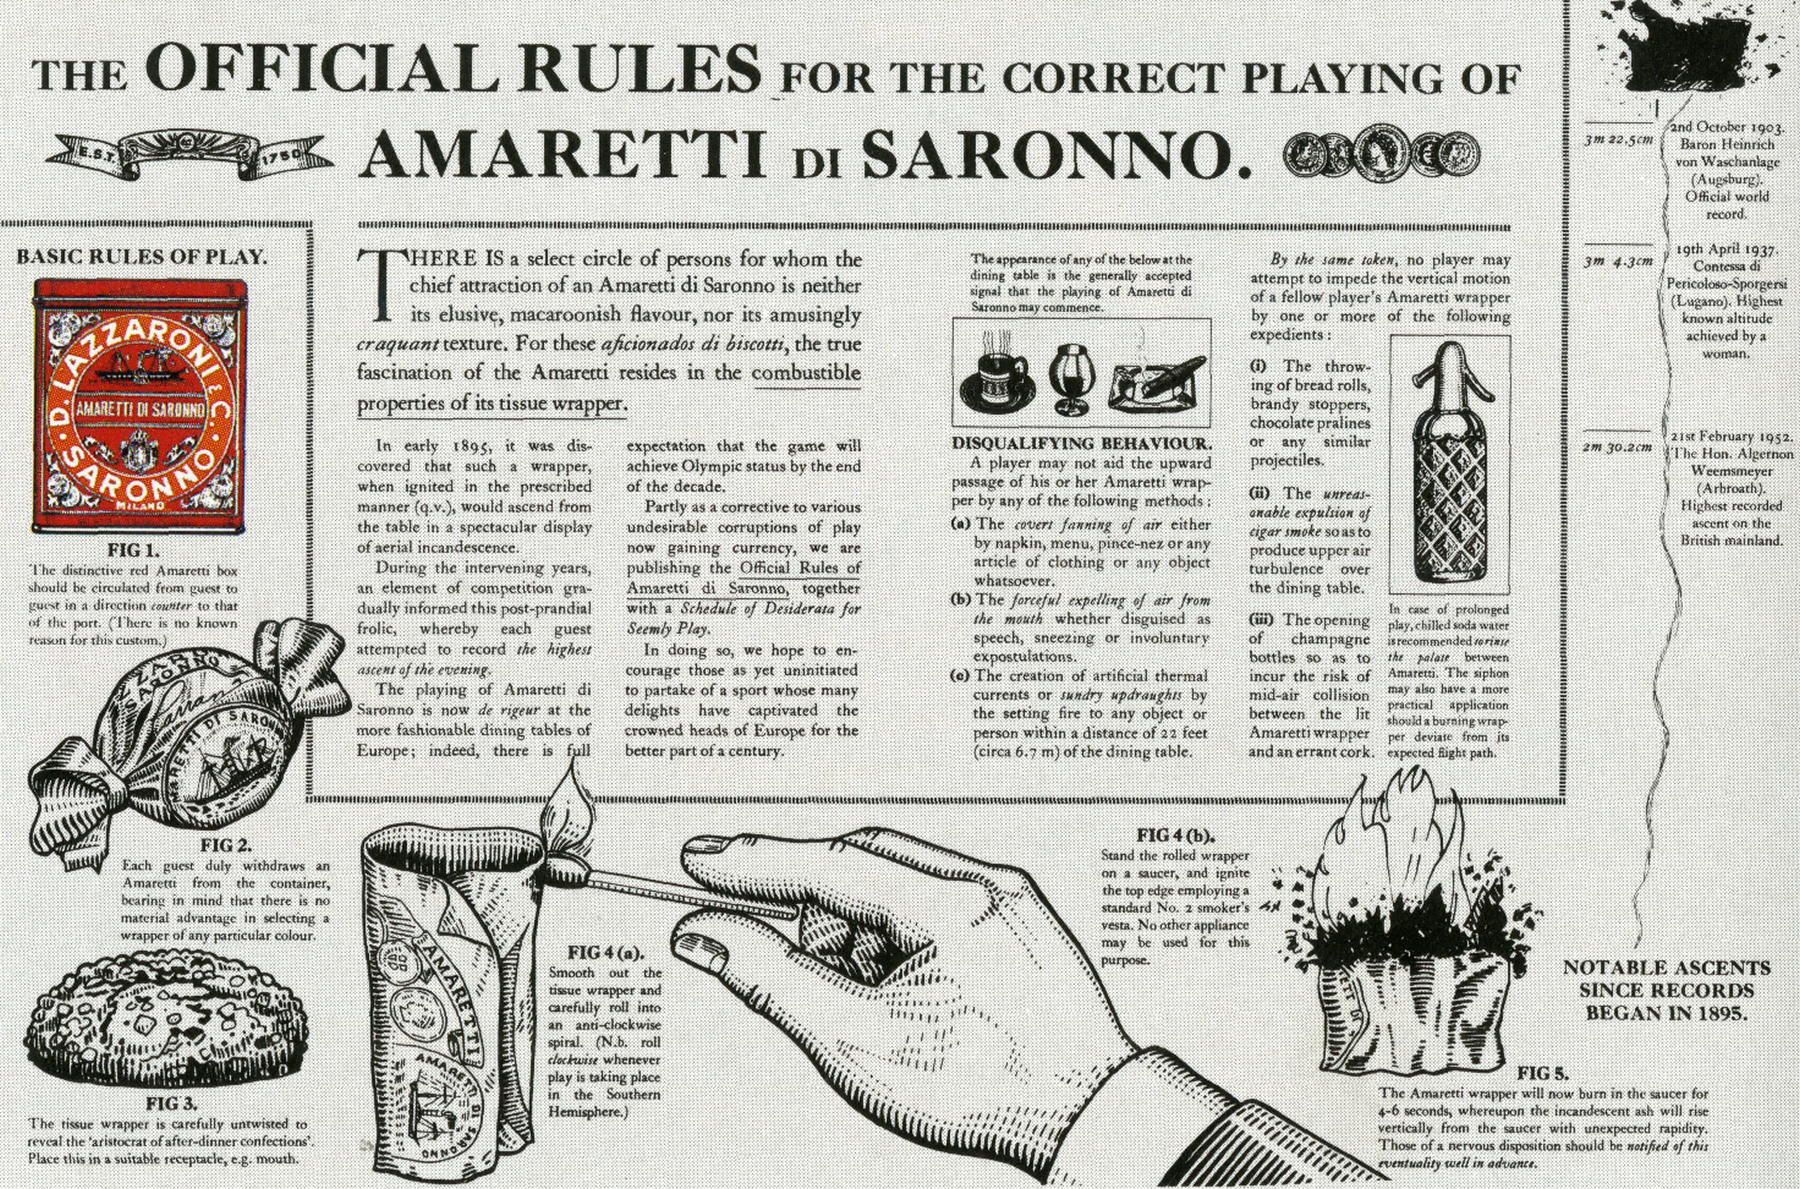 THE OFFICIAL RULES FOR THE CORRECT PLAYING OF
E.S.T. 1750
AMARETTI DI SARONNO.
BASIC RULES OF PLAY.
D. LAZZARONI & C.
AMARETTI DI SARONNO
SARONNO
MILANO
FIG 1.
The distinctive red Amaretti box
should be circulated from guest to
guest in a direction counter to that
of the port. (There is no known
reason for this custom.)
SARONNO
FIG 2.
Each guest duly withdraws an
Amaretti from the container,
bearing in mind that there is no
material advantage in selecting a
wrapper of any particular colour.
FIG 3.
The tissue wrapper is carefully untwisted to
reveal the 'aristocrat of after-dinner confections'.
Place this in a suitable receptacle, e.g. mouth.
THERE IS a select circle of persons for whom the
chief attraction of an Amaretti di Saronno is neither
its elusive, macaroonish flavour, nor its amusingly
craquant texture. For these aficionados di biscotti, the true
fascination of the Amaretti resides in the combustible
properties of its tissue wrapper.
In early 1895, it was dis-
covered that such a wrapper,
when ignited in the prescribed
manner (q.v.), would ascend from
the table in a spectacular display
of aerial incandescence.
During the intervening years,
an element of competition gra-
dually informed this post-prandial
frolic, whereby each guest
attempted to record the highest
ascent of the evening.
The playing of Amaretti di
Saronno is now de rigeur at the
more fashionable dining tables of
Europe; indeed, there is full
expectation that the game will
achieve Olympic status by the end
of the decade.
Partly as a corrective to various
undesirable corruptions of play
now gaining currency, we are
publishing the Official Rules of
Amaretti di Saronno, together
with a Schedule of Desiderata for
Seemly Play.
In doing so, we hope to en-
courage those as yet uninitiated
to partake of a sport whose many
delights have captivated the
crowned heads of Europe for the
better part of a century.
The appearance of any of the below at the
dining table is the generally accepted
signal that the playing of Amaretti di
Saronno may commence.
DISQUALIFYING BEHAVIOUR.
A player may not aid the upward
passage of his or her Amaretti wrap-
per by any of the following methods:
(a) The covert fanning of air either
by napkin, menu, pince-nez or any
article of clothing or any object
whatsoever.
(b) The forceful expelling of air from
the mouth whether disguised as
speech, sneezing or involuntary
expostulations.
(c) The creation of artificial thermal
currents or sundry updraughts by
the setting fire to any object or
person within a distance of 22 feet
(circa 6.7 m) of the dining table.
By the same token, no player may
attempt to impede the vertical motion
of a fellow player's Amaretti wrapper
by one or more of the following
expedients:
(i) The throw-
ing of bread rolls,
brandy stoppers,
chocolate pralines
or any similar
projectiles.
(ii) The unreas-
onable expulsion of
cigar smoke so as to
produce upper air
turbulence over
the dining table.
(iii) The opening
of champagne
bottles so as to
incur the risk of
mid-air collision
between the lit
Amaretti wrapper
and an errant cork.
In case of prolonged
play, chilled soda water
is recommended to rinse
the palate between
Amaretti. The siphon
may also have a more
practical application
should a burning wrap-
per deviate from its
expected flight path.
FIG 4 (a).
Smooth out the
tissue wrapper and
carefully roll into
an anti-clockwise
spiral. (N.b. roll
clockwise whenever
play is taking place
in the Southern
Hemisphere.)
AMARETTI
AMARETTI DI SARONNO
FIG 4 (b).
Stand the rolled wrapper
on a saucer, and ignite
the top edge employing a
standard No. 2 smoker's
vesta. No other appliance
may be used for this
purpose.
FIG 5.
The Amaretti wrapper will now burn in the saucer for
4-6 seconds, whereupon the incandescent ash will rise
vertically from the saucer with unexpected rapidity.
Those of a nervous disposition should be notified of this
eventuality well in advance.
3m 22.5cm
2nd October 1903.
Baron Heinrich
von Waschanlage
(Augsburg).
Official world
record.
3m 4.3cm
19th April 1937.
Contessa di
Pericoloso-Sporgersi
(Lugano). Highest
known altitude
achieved by a
woman.
2m 30.2cm
21st February 1952.
The Hon. Algernon
Weemsmeyer
(Arbroath).
Highest recorded
ascent on the
British mainland.
NOTABLE ASCENTS
SINCE RECORDS
BEGAN IN 1895.